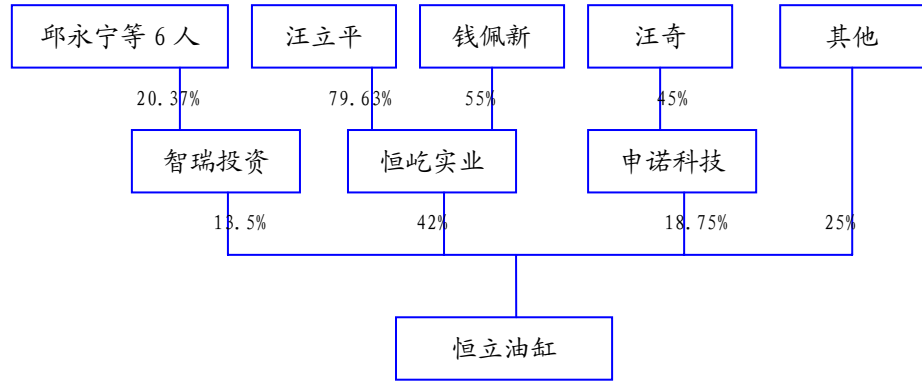 邱永宁等 6 人
汪立平
钱佩新
汪奇
其他
20.37%
79.63%
55%
45%
智瑞投资
恒屹实业
申诺科技
13.5%
42%
18.75%
25%
恒立油缸